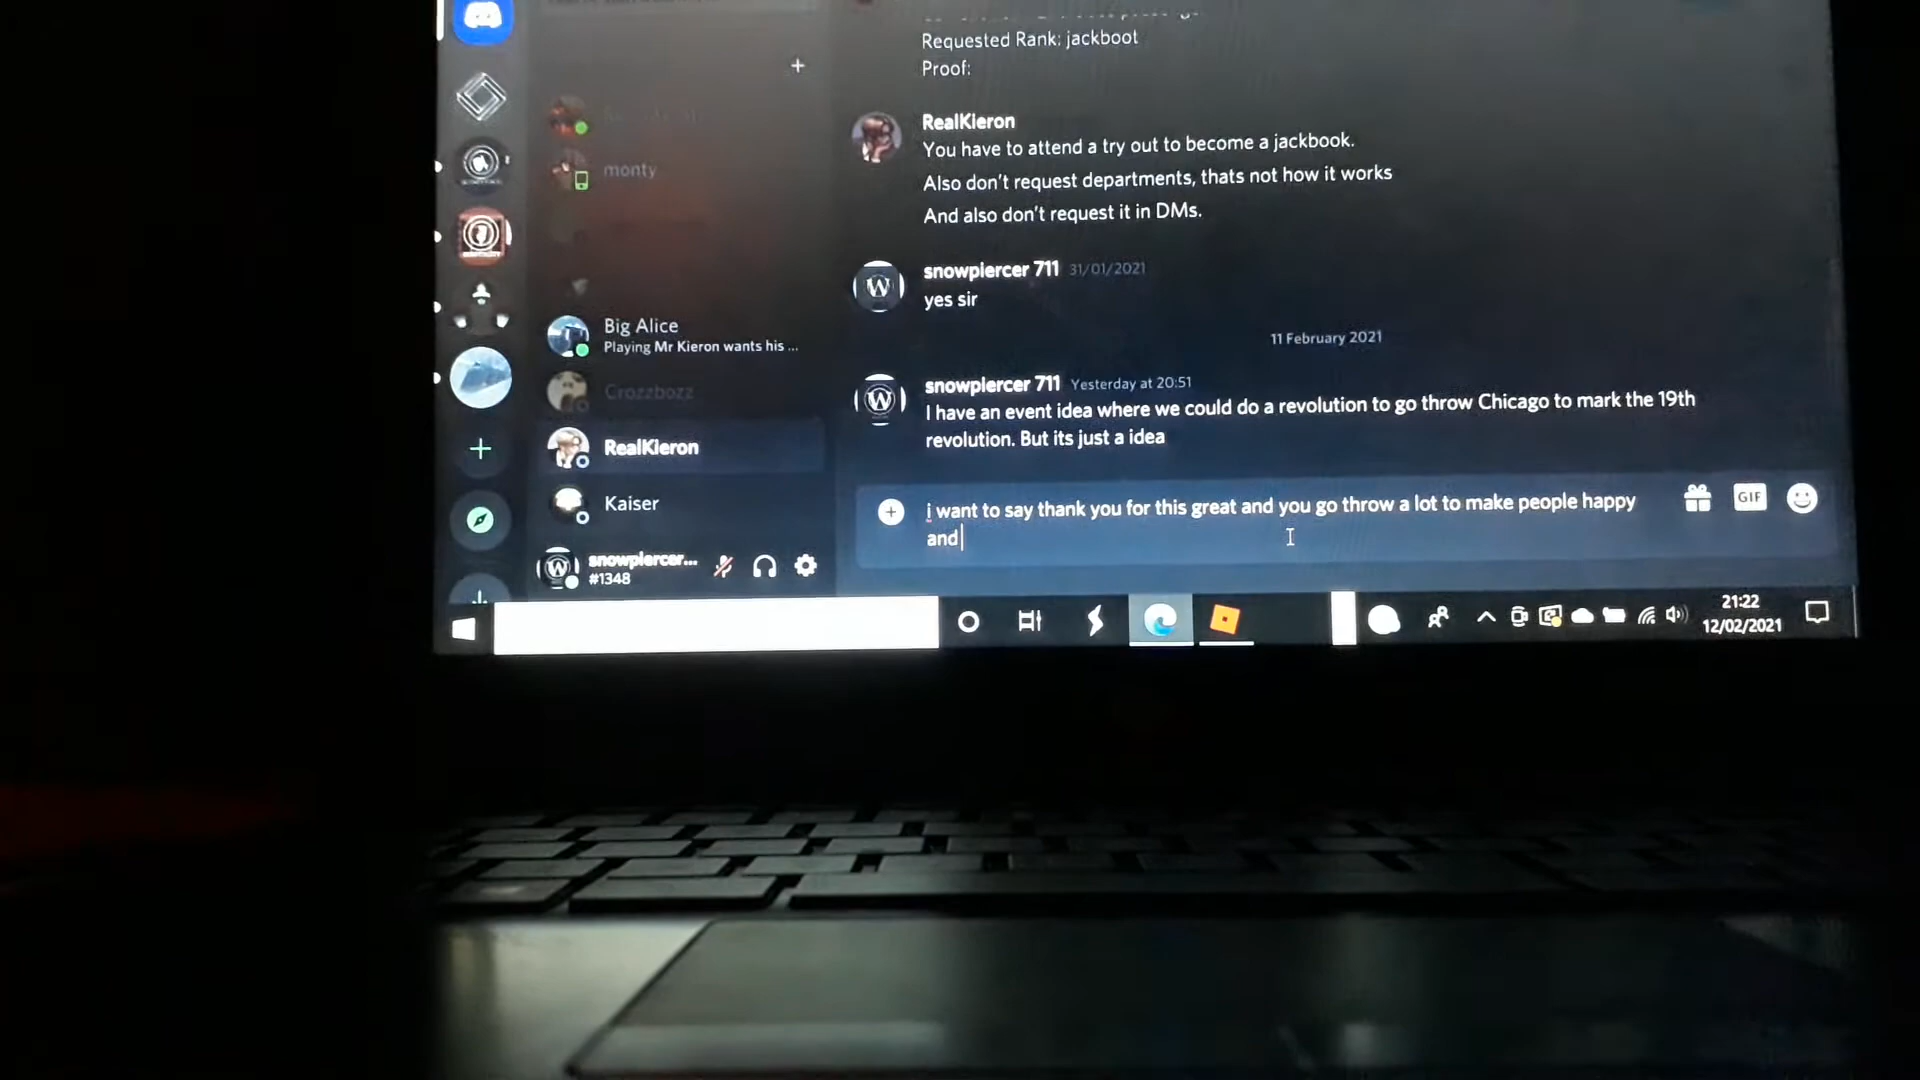 Requested Rank: jackboot
Proof:
RealKieron
You have to attend a try out to become a jackbook.
Also don't request departments, thats not how it works
And also don't request it in DMs.
snowpiercer 711 31/01/2021
yes sir
11 February 2021
snowpiercer 711 Yesterday at 20:51
I have an event idea where we could do a revolution to go throw Chicago to mark the 19th
revolution. But its just a idea
i want to say thank you for this great and you go throw a lot to make people happy
and
GIF
monty
Big Alice
Playing Mr Kieron wants his ...
Crozzbozz
RealKieron
Kaiser
snowpiercer...
#1348
21:22
12/02/2021